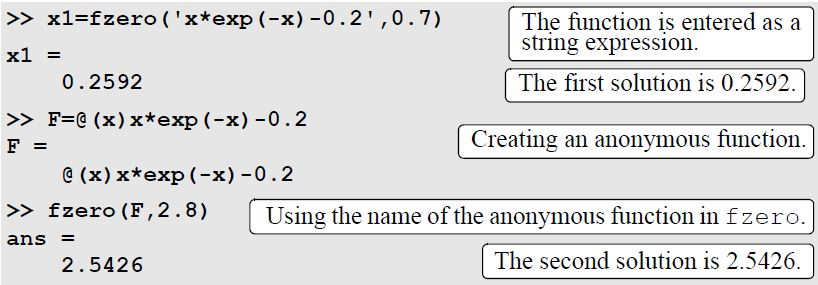 >> x1=fzero('x*exp(-x)-0.2',0.7)
The function is entered as a
string expression.
x1 =
0.2592
The first solution is 0.2592.
>> F=@(x)x*exp(-x)-0.2
F =
Creating an anonymous function.
@(x)x*exp(-x)-0.2
>> fzero(F,2.8)
Using the name of the anonymous function in fzero.
ans =
2.5426
The second solution is 2.5426.